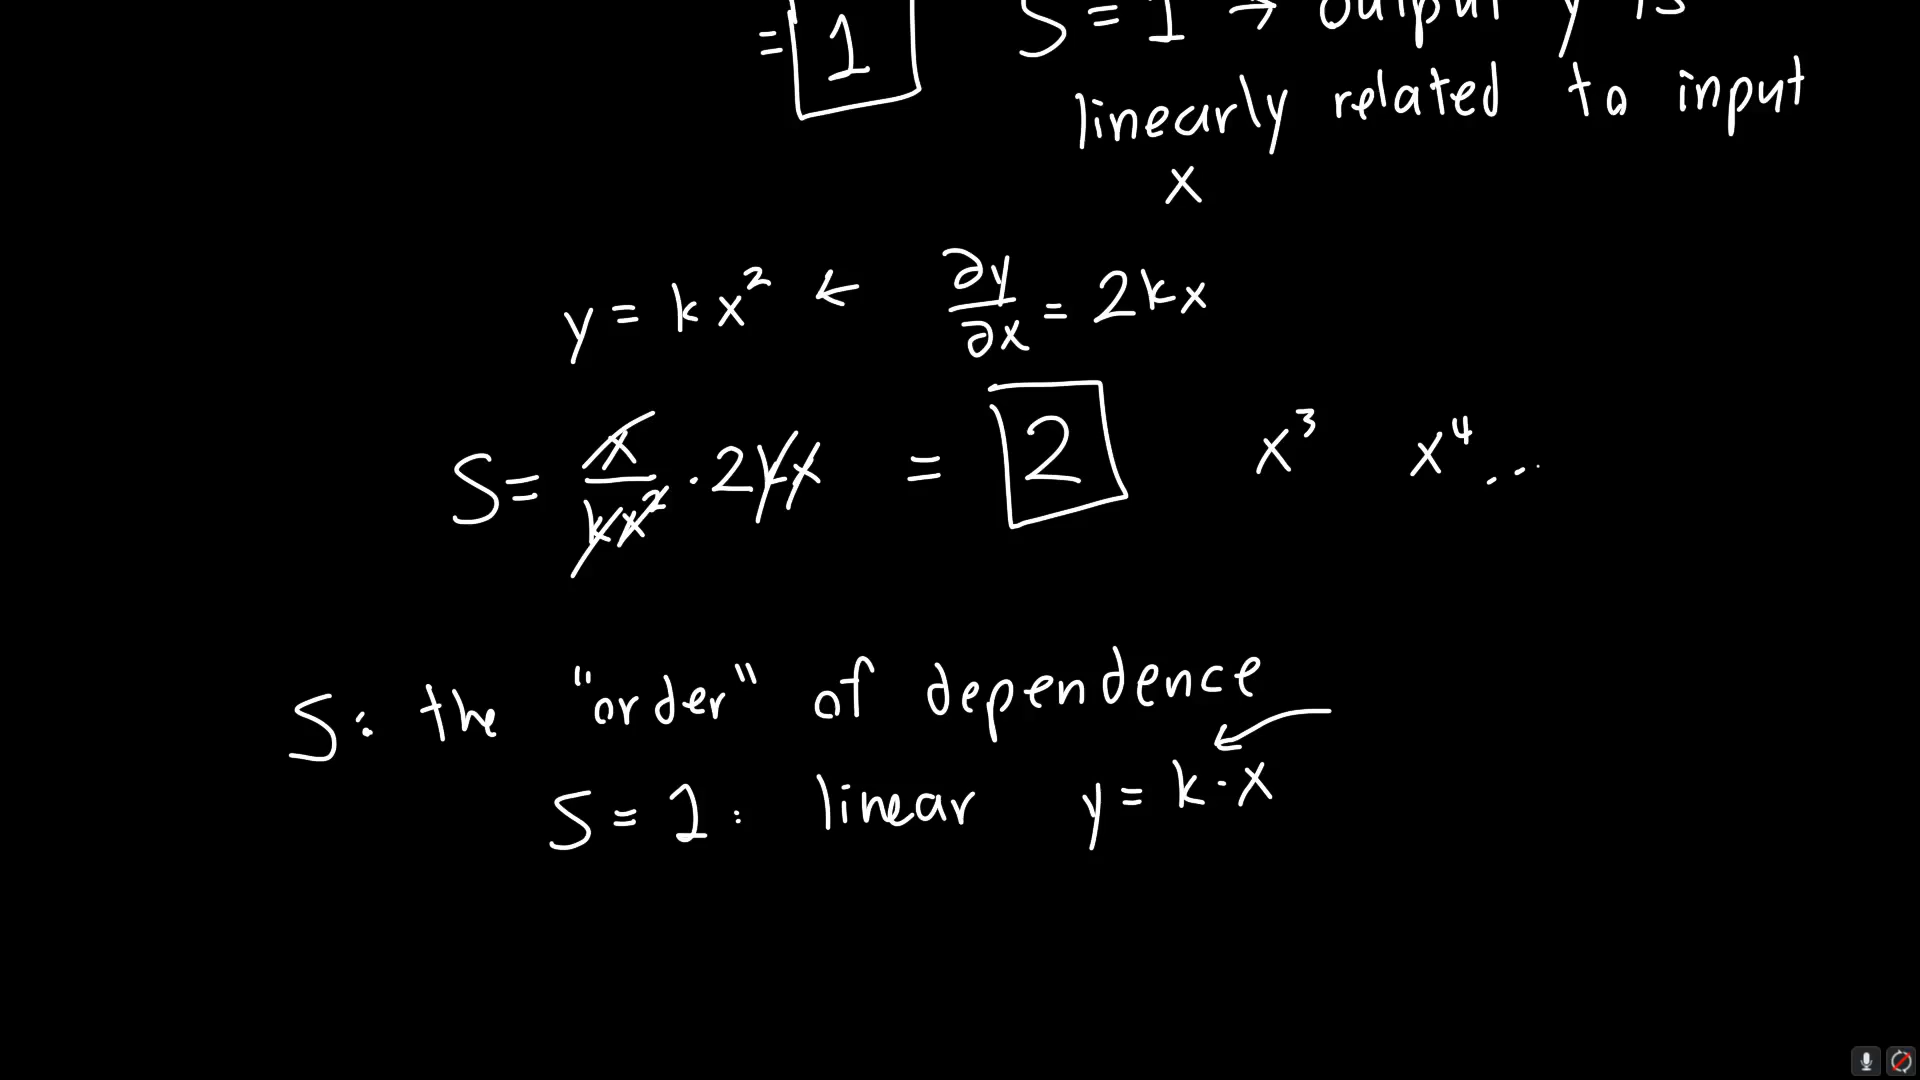 = 1 S = 1 → output y is
linearly related to input
x
y = kx² ← ∂y/∂x = 2kx
S = x/kx² · 2kx = 2 x³ x⁴ ...
S: the "order" of dependence
S = 1 : linear y = k · x